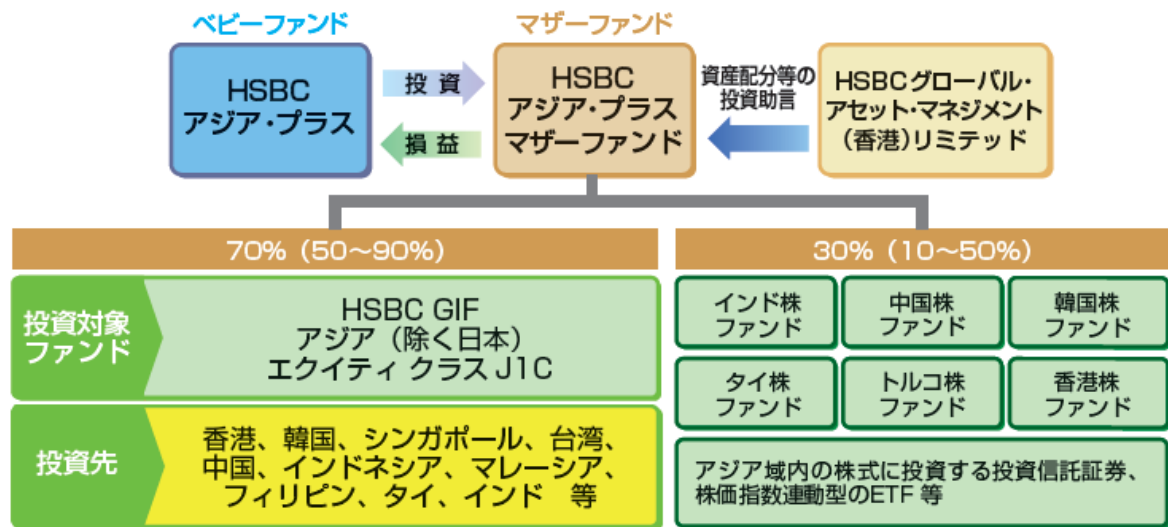 ベビーファンド
マザーファンド
HSBC
アジア・プラス
投資
損益
HSBC
アジア・プラス
マザーファンド
資産配分等の
投資助言
HSBCグローバル・
アセット・マネジメント
（香港）リミテッド
70%（50～90%）
30%（10～50%）
投資対象
ファンド
HSBC GIF
アジア（除く日本）
エクイティ クラス J1C
インド株
ファンド
中国株
ファンド
韓国株
ファンド
タイ株
ファンド
トルコ株
ファンド
香港株
ファンド
投資先
香港、韓国、シンガポール、台湾、
中国、インドネシア、マレーシア、
フィリピン、タイ、インド 等
アジア域内の株式に投資する投資信託証券、
株価指数連動型のETF 等